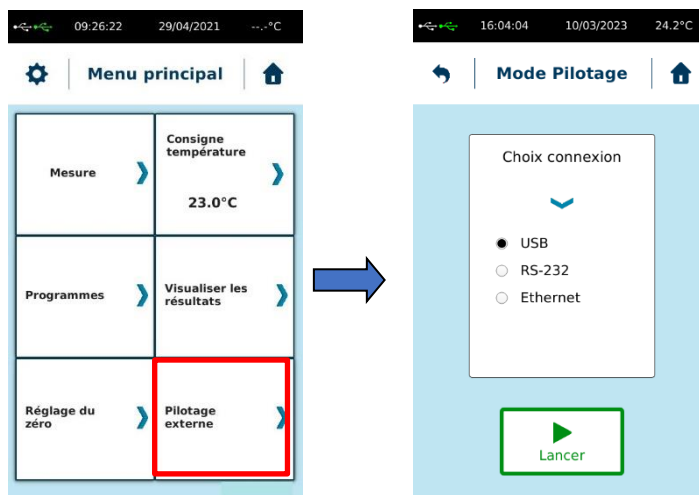 09:26:22 29/04/2021 --.-°C
Menu principal
Mesure
Consigne
température
23.0°C
Programmes
Visualiser les
résultats
Réglage du
zéro
Pilotage
externe
16:04:04 10/03/2023 24.2°C
Mode Pilotage
Choix connexion
USB
RS-232
Ethernet
Lancer